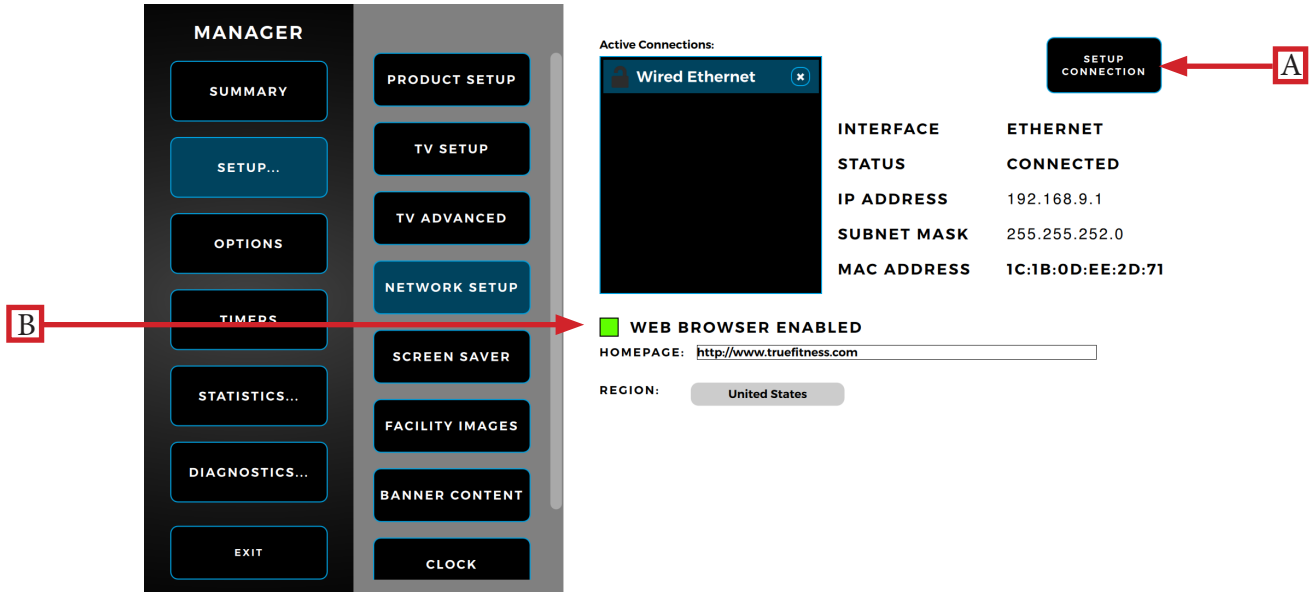 MANAGER
SUMMARY
SETUP...
OPTIONS
TIMERS
STATISTICS...
DIAGNOSTICS...
EXIT
PRODUCT SETUP
TV SETUP
TV ADVANCED
NETWORK SETUP
SCREEN SAVER
FACILITY IMAGES
BANNER CONTENT
CLOCK
Active Connections:
Wired Ethernet
SETUP
CONNECTION
A
INTERFACE ETHERNET
STATUS CONNECTED
IP ADDRESS 192.168.9.1
SUBNET MASK 255.255.252.0
MAC ADDRESS 1C:1B:0D:EE:2D:71
B
WEB BROWSER ENABLED
HOMEPAGE: http://www.truefitness.com
REGION: United States